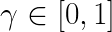 γ ∈ [0, 1]